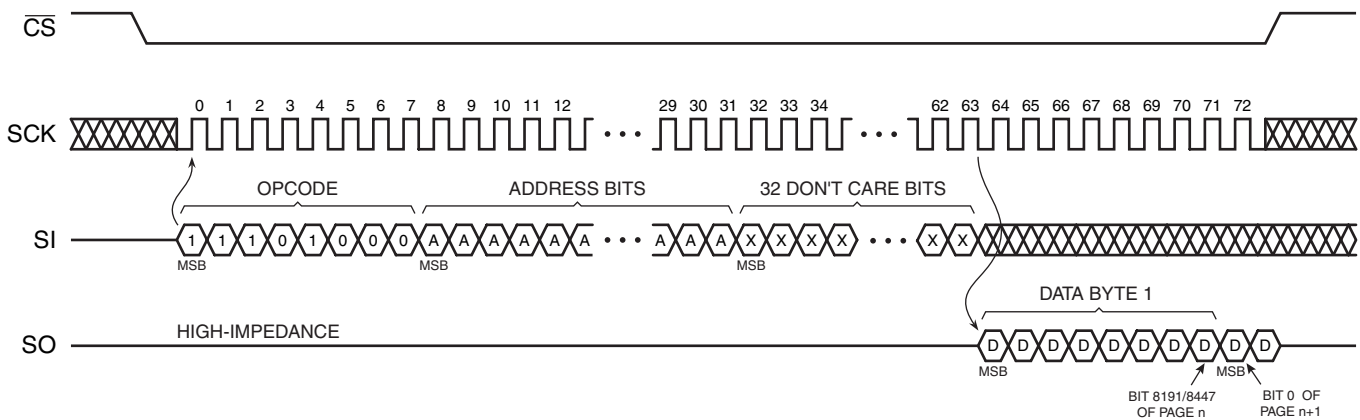 CS
SCK
0 1 2 3 4 5 6 7 8 9 10 11 12 29 30 31 32 33 34 62 63 64 65 66 67 68 69 70 71 72
OPCODE
ADDRESS BITS
32 DON'T CARE BITS
SI
1 1 1 0 1 0 0 0 A A A A A A A A A X X X X X X
MSB MSB MSB
DATA BYTE 1
HIGH-IMPEDANCE
SO
D D D D D D D D D D
MSB MSB
BIT 8191/8447
OF PAGE n
BIT 0 OF
PAGE n+1